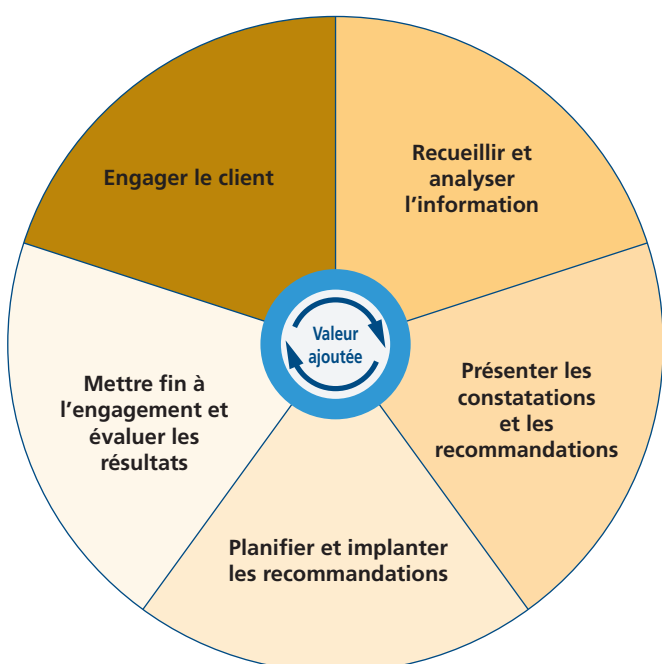 Engager le client
Recueillir et
analyser
l’information
Présenter les
constatations
et les
recommandations
Planifier et implanter
les recommandations
Mettre fin à
l’engagement et
évaluer les
résultats
Valeur
ajoutée